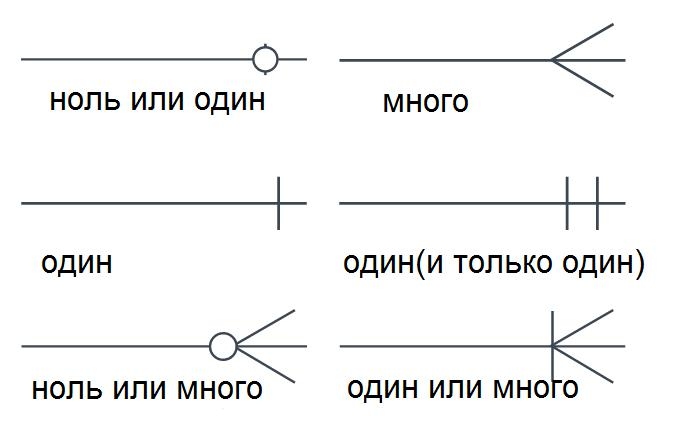 ноль или один
много
один
один(и только один)
ноль или много
один или много